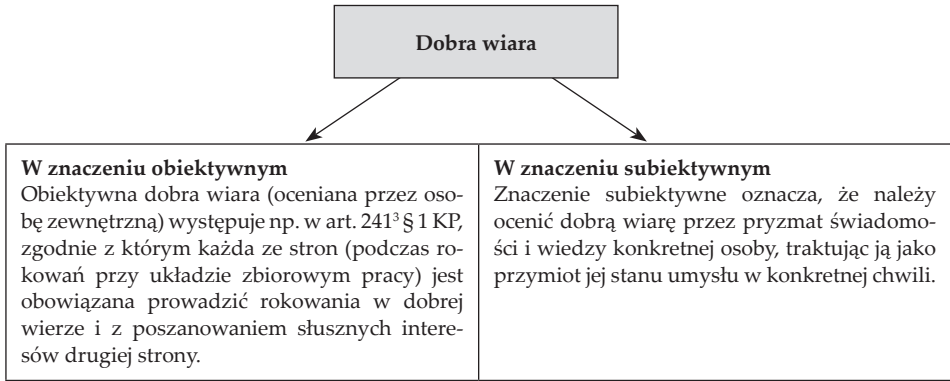 Dobra wiara
W znaczeniu obiektywnym
Obiektywna dobra wiara (oceniana przez oso-
bę zewnętrzną) występuje np. w art. 241³ § 1 KP,
zgodnie z którym każda ze stron (podczas ro-
kowań przy układzie zbiorowym pracy) jest
obowiązana prowadzić rokowania w dobrej
wierze i z poszanowaniem słusznych intere-
sów drugiej strony.
W znaczeniu subiektywnym
Znaczenie subiektywne oznacza, że należy
ocenić dobrą wiarę przez pryzmat świadomo-
ści i wiedzy konkretnej osoby, traktując ją jako
przymiot jej stanu umysłu w konkretnej chwili.